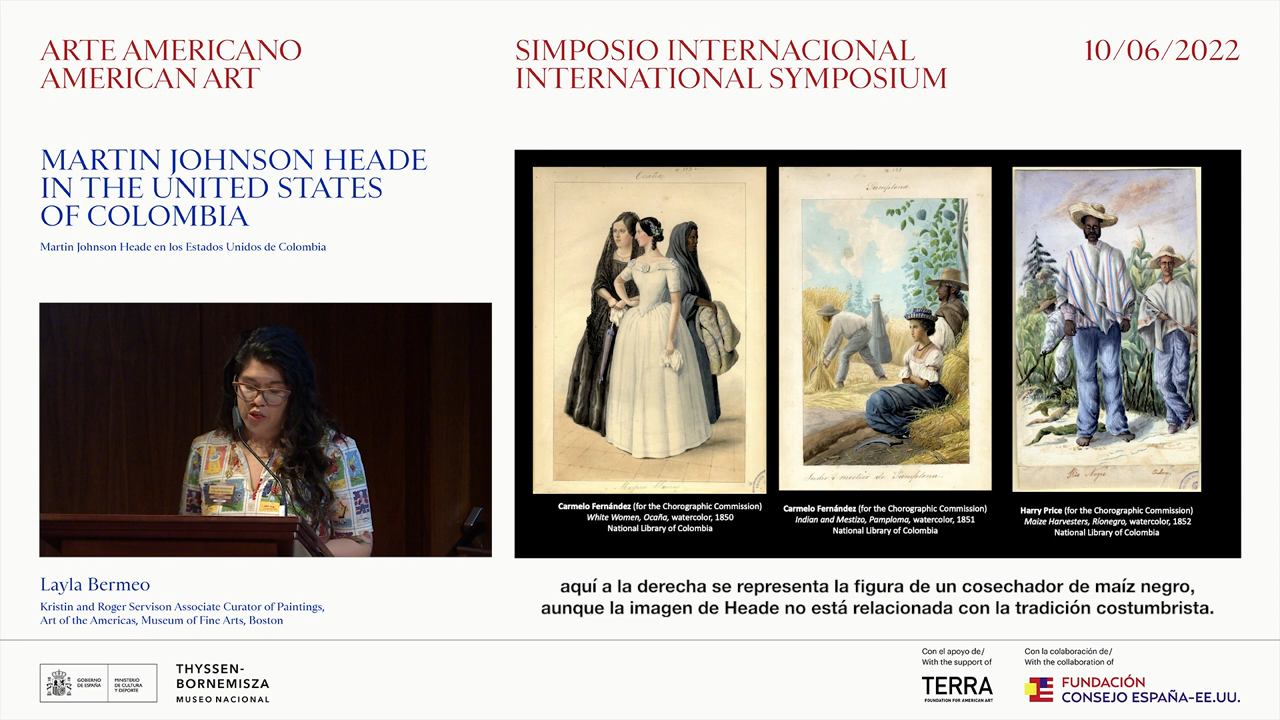 ARTE AMERICANO
AMERICAN ART
SIMPOSIO INTERNACIONAL
INTERNATIONAL SYMPOSIUM
10/06/2022
MARTIN JOHNSON HEADE
IN THE UNITED STATES
OF COLOMBIA
Martin Johnson Heade en los Estados Unidos de Colombia
Ocaña
Pamplona
Indio i mestizo de Pamplona
Carmelo Fernández (for the Chorographic Commission)
White Women, Ocaña, watercolor, 1850
National Library of Colombia
Carmelo Fernández (for the Chorographic Commission)
Indian and Mestizo, Pamploma, watercolor, 1851
National Library of Colombia
Harry Price (for the Chorographic Commission)
Maize Harvesters, Rionegro, watercolor, 1852
National Library of Colombia
Layla Bermeo
Kristin and Roger Servison Associate Curator of Paintings,
Art of the Americas, Museum of Fine Arts, Boston
aquí a la derecha se representa la figura de un cosechador de maíz negro,
aunque la imagen de Heade no está relacionada con la tradición costumbrista.
GOBIERNO
DE ESPAÑA
MINISTERIO
DE CULTURA
Y DEPORTE
THYSSEN-
BORNEMISZA
MUSEO NACIONAL
Con el apoyo de/
With the support of
TERRA
FOUNDATION FOR AMERICAN ART
Con la colaboración de/
With the collaboration of
FUNDACIÓN
CONSEJO ESPAÑA-EE.UU.